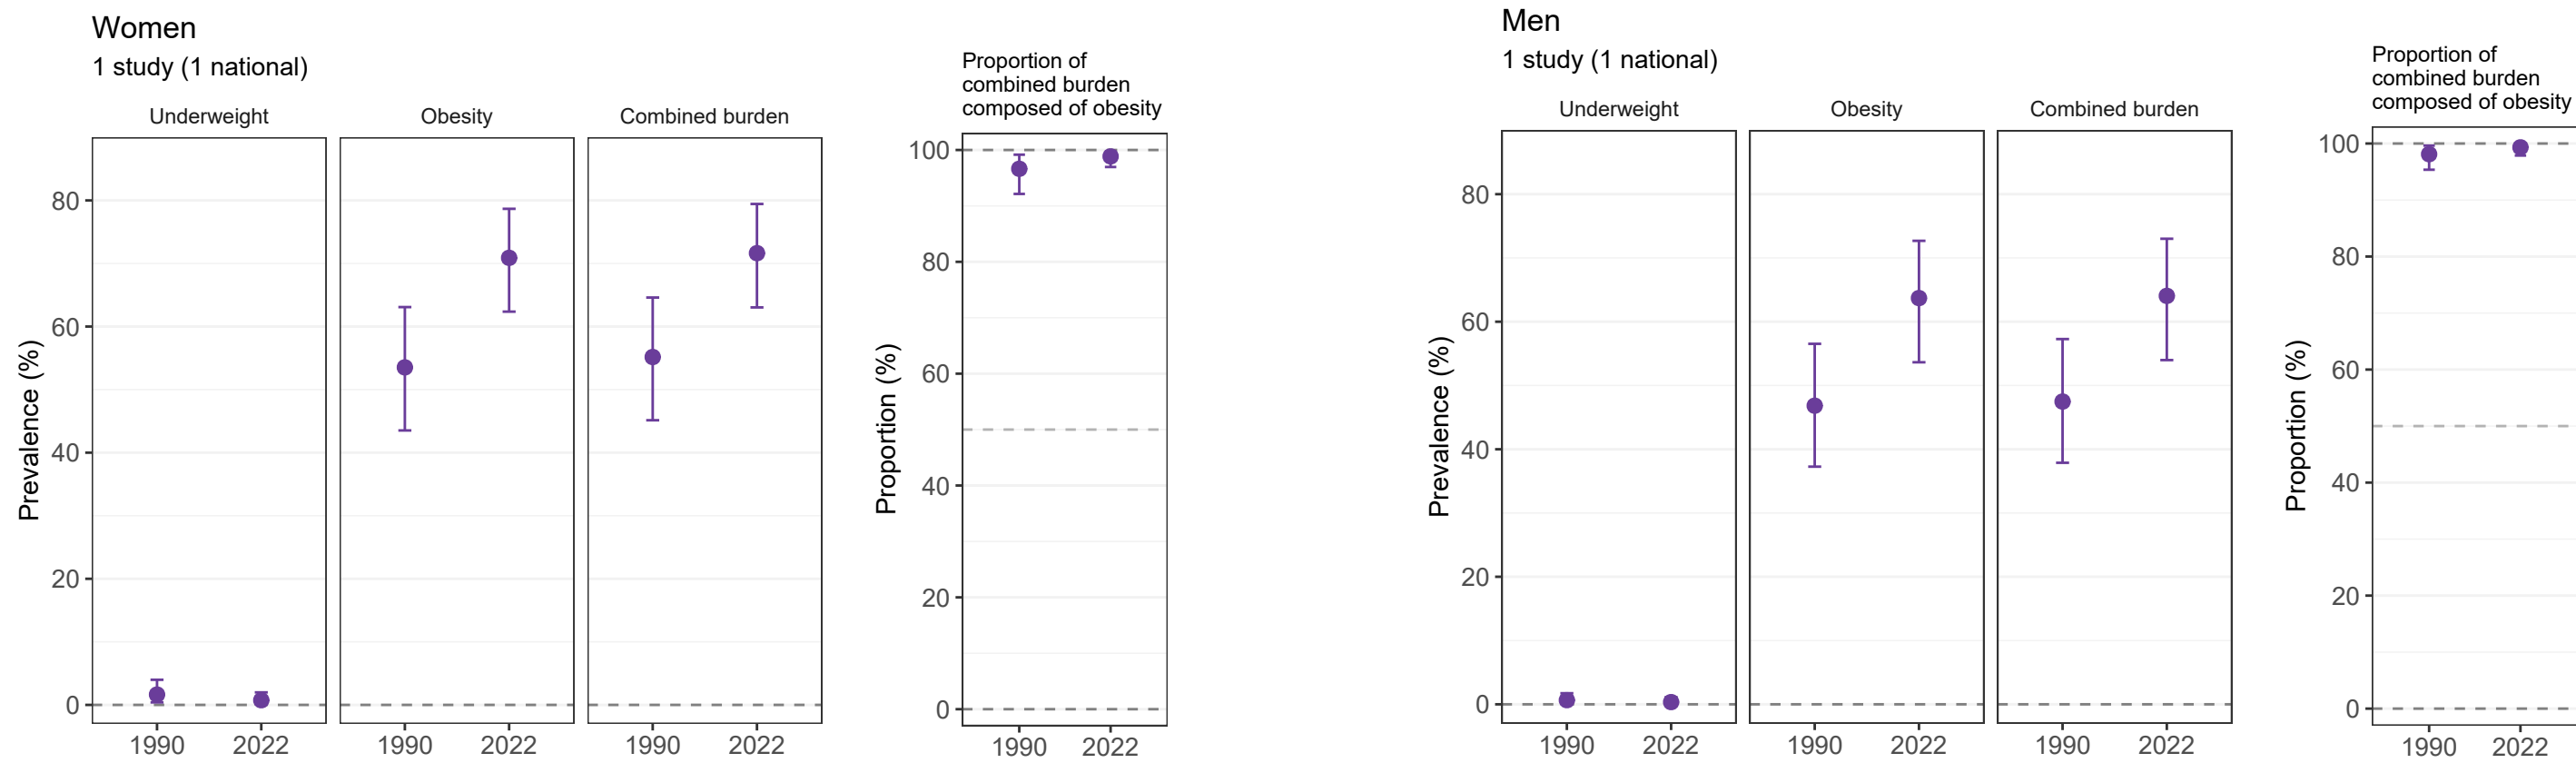 Women
1 study (1 national)
Underweight
Obesity
Combined burden
Prevalence (%)
80
60
40
20
0
1990 2022
1990 2022
1990 2022
Proportion of
combined burden
composed of obesity
Proportion (%)
100
80
60
40
20
0
1990 2022
Men
1 study (1 national)
Underweight
Obesity
Combined burden
Prevalence (%)
80
60
40
20
0
1990 2022
1990 2022
1990 2022
Proportion of
combined burden
composed of obesity
Proportion (%)
100
80
60
40
20
0
1990 2022